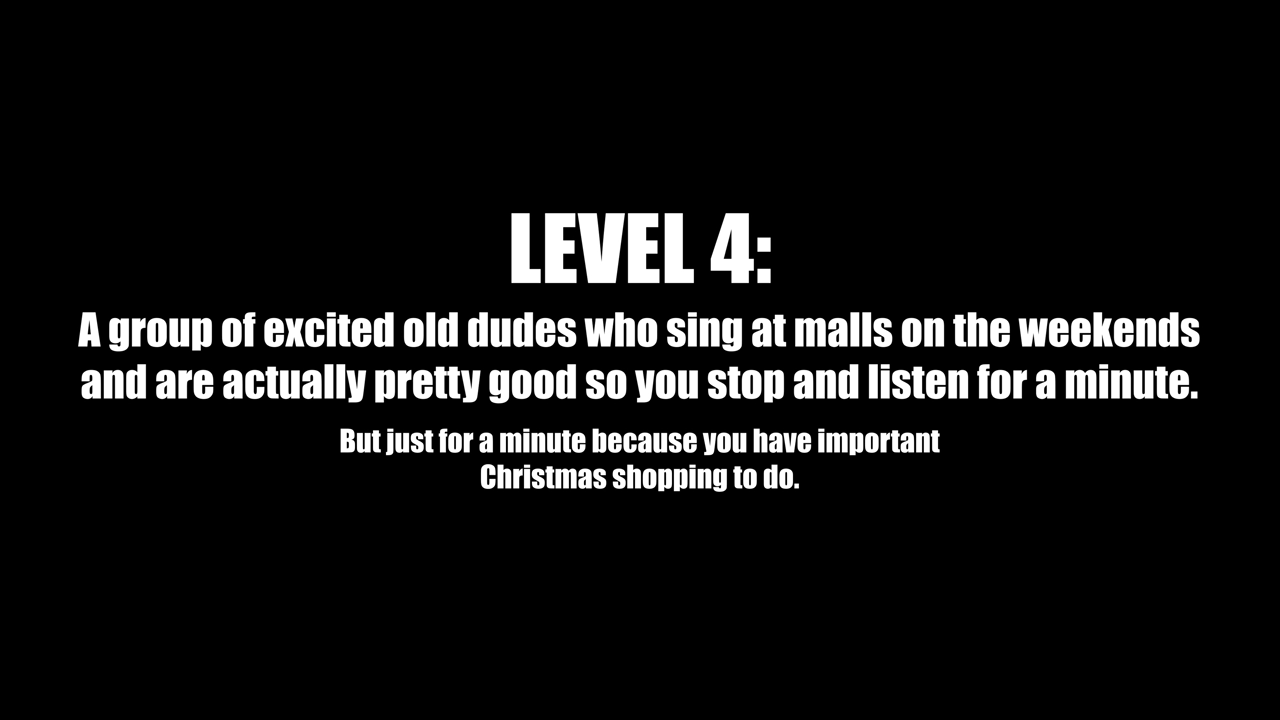 LEVEL 4:
A group of excited old dudes who sing at malls on the weekends
and are actually pretty good so you stop and listen for a minute.
But just for a minute because you have important
Christmas shopping to do.